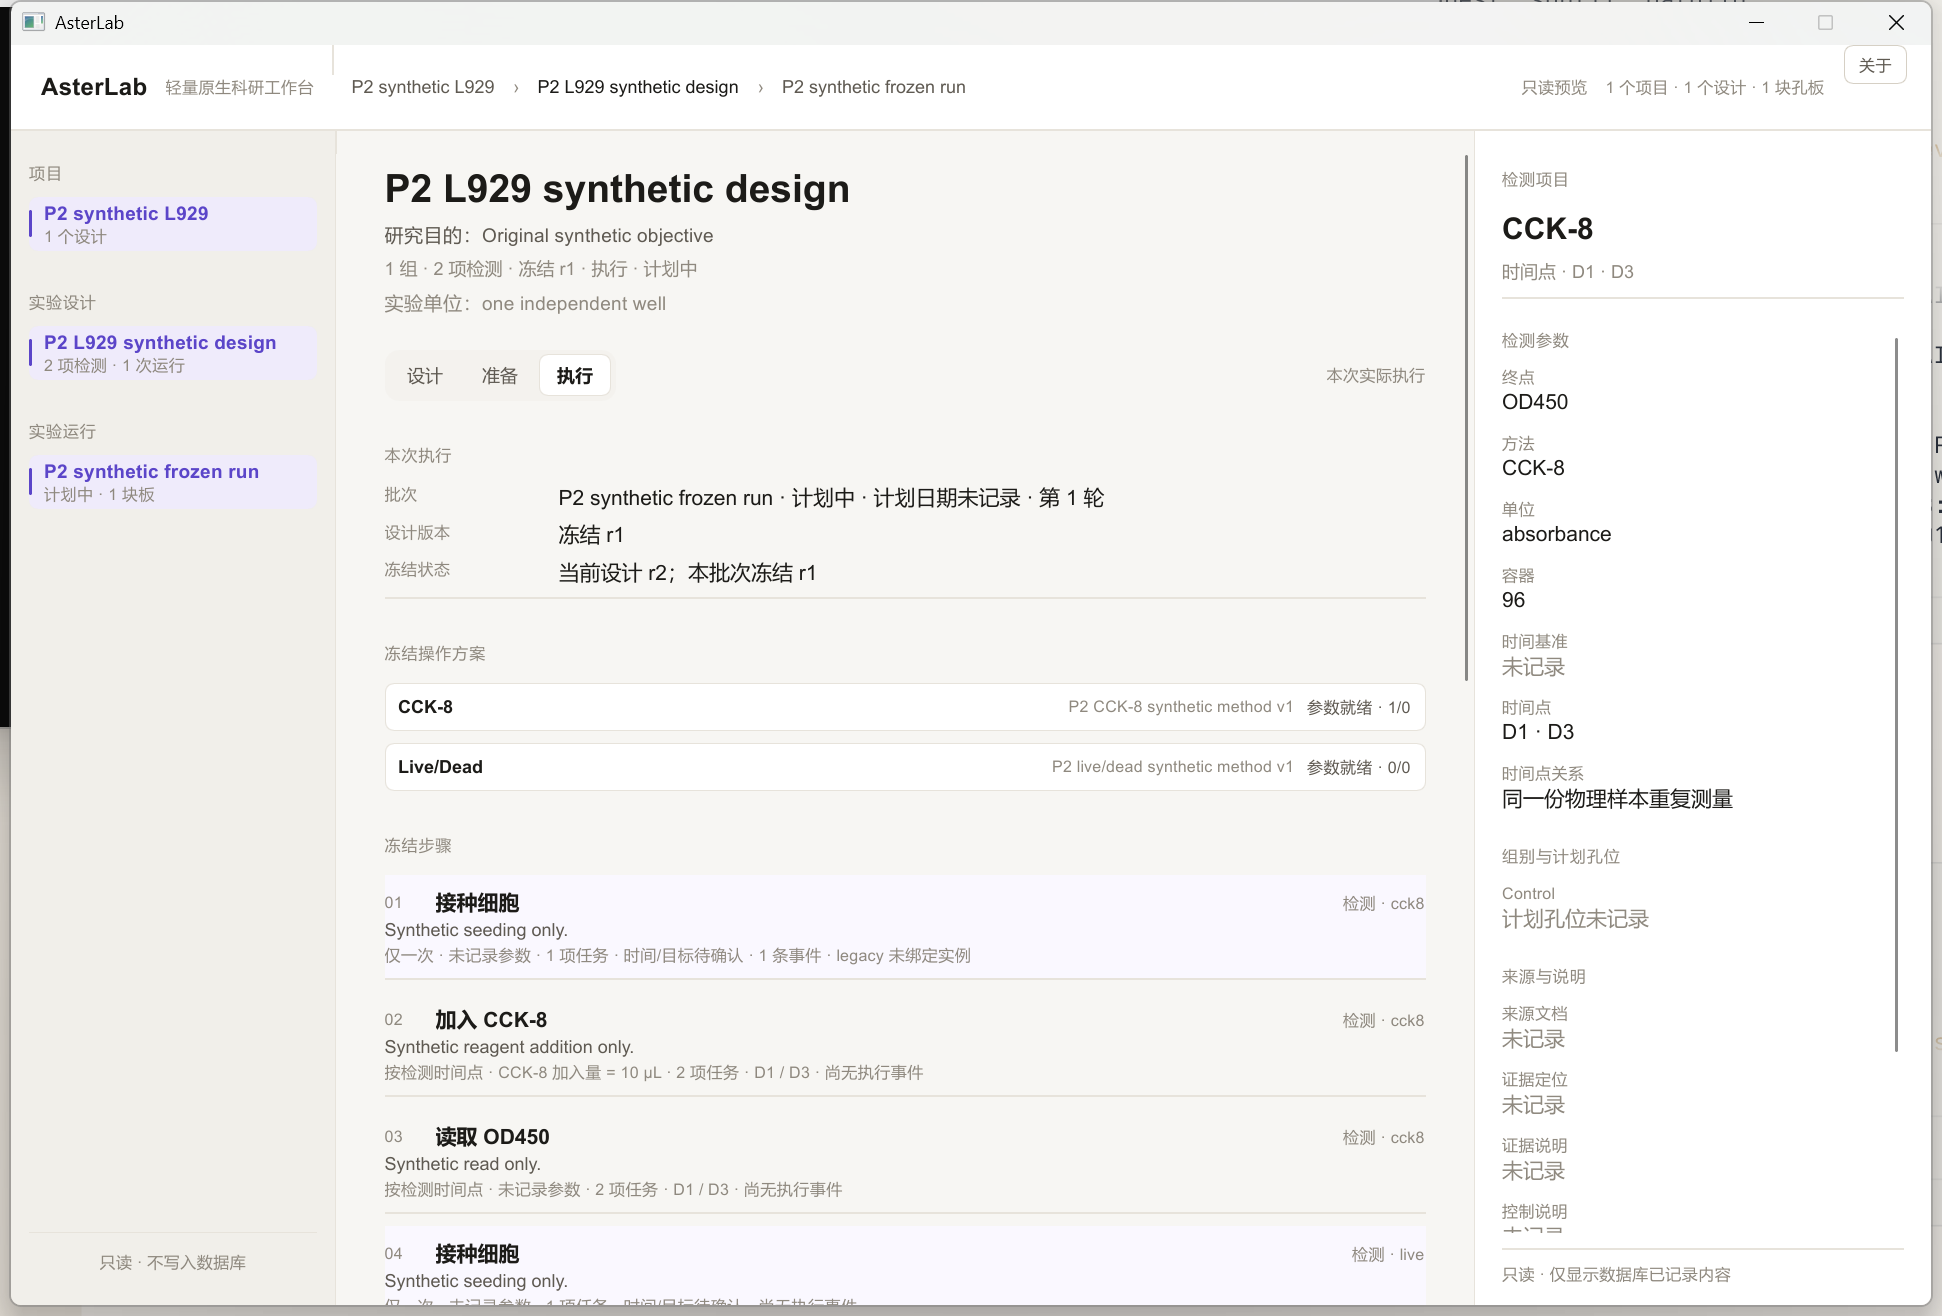 AsterLab
AsterLab 轻量原生科研工作台
P2 synthetic L929 › P2 L929 synthetic design › P2 synthetic frozen run
只读预览 1 个项目 · 1 个设计 · 1 块孔板
关于
项目
P2 synthetic L929
1 个设计
实验设计
P2 L929 synthetic design
2 项检测 · 1 次运行
实验运行
P2 synthetic frozen run
计划中 · 1 块板
只读 · 不写入数据库
P2 L929 synthetic design
研究目的：Original synthetic objective
1 组 · 2 项检测 · 冻结 r1 · 执行 · 计划中
实验单位：one independent well
设计 准备 执行
本次实际执行
本次执行
批次 P2 synthetic frozen run · 计划中 · 计划日期未记录 · 第 1 轮
设计版本 冻结 r1
冻结状态 当前设计 r2；本批次冻结 r1
冻结操作方案
CCK-8 P2 CCK-8 synthetic method v1 参数就绪 · 1/0
Live/Dead P2 live/dead synthetic method v1 参数就绪 · 0/0
冻结步骤
01 接种细胞 检测 · cck8
Synthetic seeding only.
仅一次 · 未记录参数 · 1 项任务 · 时间/目标待确认 · 1 条事件 · legacy 未绑定实例
02 加入 CCK-8 检测 · cck8
Synthetic reagent addition only.
按检测时间点 · CCK-8 加入量 = 10 µL · 2 项任务 · D1 / D3 · 尚无执行事件
03 读取 OD450 检测 · cck8
Synthetic read only.
按检测时间点 · 未记录参数 · 2 项任务 · D1 / D3 · 尚无执行事件
04 接种细胞 检测 · live
Synthetic seeding only.
检测项目
CCK-8
时间点 · D1 · D3
检测参数
终点
OD450
方法
CCK-8
单位
absorbance
容器
96
时间基准
未记录
时间点
D1 · D3
时间点关系
同一份物理样本重复测量
组别与计划孔位
Control
计划孔位未记录
来源与说明
来源文档
未记录
证据定位
未记录
证据说明
未记录
控制说明
只读 · 仅显示数据库已记录内容